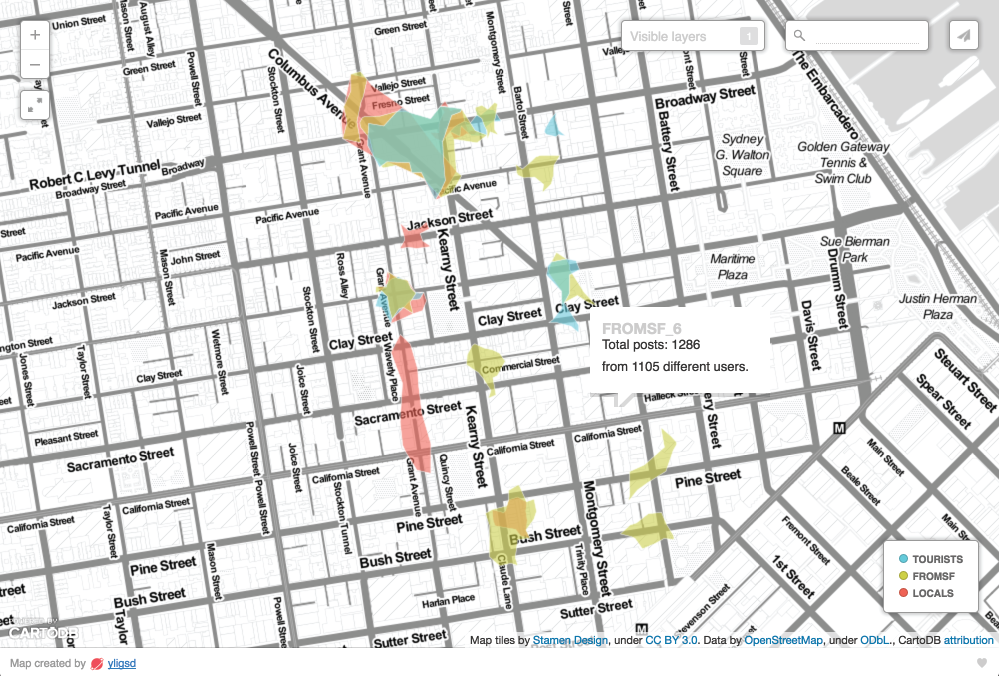 Union Street
Mason Street
August Alley
Green Street
Montgomery Street
Street
Visible layers 1
Green Street
Powell Street
Stockton Street
Columbus Avenue
Vallejo Street
Fresno Street
Vallejo Street
Bartol Street
Broadway Street
Battery Street
The Embarcadero
Sydney
G. Walton
Square
Golden Gateway
Tennis &
Swim Club
Robert C Levy Tunnel
Broadway
Broadway Street
Grant Avenue
Pacific Avenue
Pacific Avenue
Pacific Avenue
Jackson Street
Street
Pacific Avenue
John Street
Mason Street
Ross Alley
Grant Avenue
Kearny Street
Maritime
Plaza
Sue Bierman
Park
Drumm Street
Justin Herman
Plaza
Jackson Street
Stockton Street
Clay Street
Clay Street
Clay Street
Davis Street
FROMSF_6
Total posts: 1286
from 1105 different users.
ngton Street
Jones Street
Taylor Street
Wetmore Street
Clay Street
Joice Street
Waverly Place
Commercial Street
Steuart Street
Spear Street
Sacramento Street
Kearny Street
Halleck Street
ery Street
M
Pleasant Street
Sacramento Street
Powell Street
Powell Street
Joice Street
California Street
California Street
California Street
Grant Avenue
Quincy Street
Pine Street
Main Street
Beale Street
Main S
California Street
California Street
Taylor Street
Stockton Tunnel
Pine Street
Bush Street
Montgomery Street
Fremont Street
1st Street
Pine Street
Mason Street
Bush Street
Claude Lane
Trinity Place
TOURISTS
FROMSF
LOCALS
Bush Street
Powell Street
Harlan Place
Sutter Street
Stevenson Street
Taylor
Sutter Street
M
CARTODB
Map tiles by Stamen Design, under CC BY 3.0. Data by OpenStreetMap, under ODbL., CartoDB attribution
Map created by yligsd